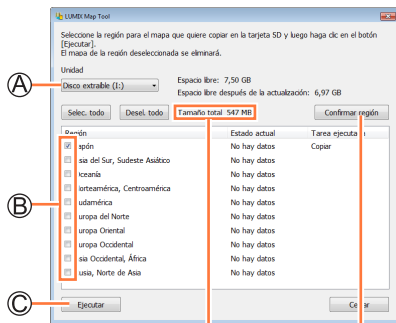 LUMIX Map Tool
Seleccione la región para el mapa que quiere copiar en la tarjeta SD y luego haga clic en el botón
[Ejecutar].
El mapa de la región deseleccionada se eliminará.
Unidad
Disco extraíble (I:)
Espacio libre: 7,50 GB
Espacio libre después de la actualización: 6,97 GB
Selec. todo Desel. todo Tamaño total 547 MB Confirmar región
Región Estado actual Tarea ejecutada
apón No hay datos Copiar
sia del Sur, Sudeste Asiático No hay datos
ceanía No hay datos
orteamérica, Centroamérica No hay datos
udamérica No hay datos
uropa del Norte No hay datos
uropa Oriental No hay datos
uropa Occidental No hay datos
sia Occidental, África No hay datos
usia, Norte de Asia No hay datos
Ejecutar Cerrar
A
B
C